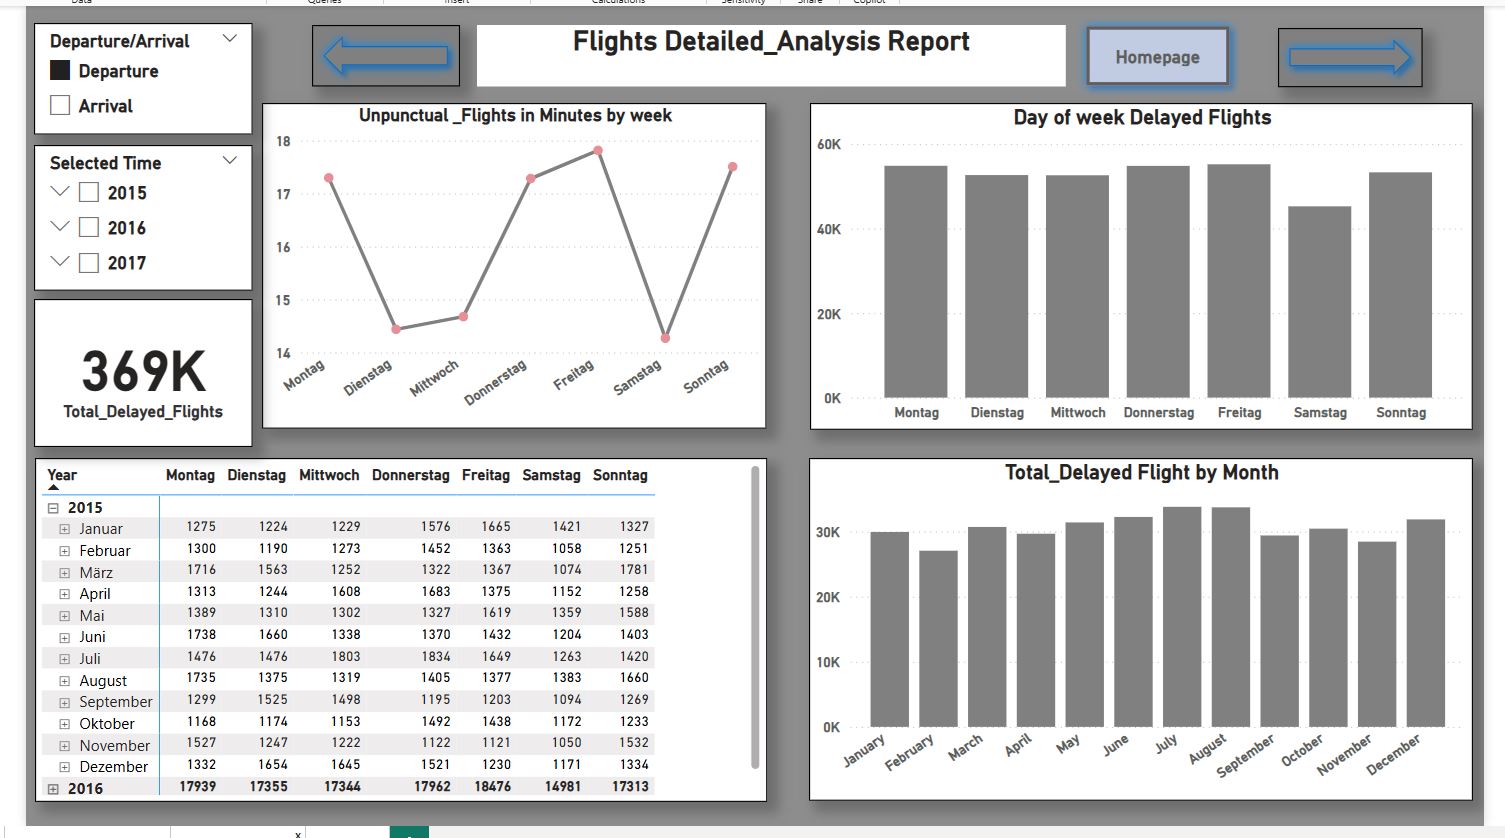 Data Queries Insert Calculations Sensitivity Share Copilot
Departure/Arrival
Departure
Arrival
Flights Detailed_Analysis Report
Homepage
Selected Time
2015
2016
2017
369K
Total_Delayed_Flights
Unpunctual _Flights in Minutes by week
18
17
16
15
14
Montag Dienstag Mittwoch Donnerstag Freitag Samstag Sonntag
Day of week Delayed Flights
60K
40K
20K
0K
Montag Dienstag Mittwoch Donnerstag Freitag Samstag Sonntag
Year Montag Dienstag Mittwoch Donnerstag Freitag Samstag Sonntag
2015
Januar 1275 1224 1229 1576 1665 1421 1327
Februar 1300 1190 1273 1452 1363 1058 1251
März 1716 1563 1252 1322 1367 1074 1781
April 1313 1244 1608 1683 1375 1152 1258
Mai 1389 1310 1302 1327 1619 1359 1588
Juni 1738 1660 1338 1370 1432 1204 1403
Juli 1476 1476 1803 1834 1649 1263 1420
August 1735 1375 1319 1405 1377 1383 1660
September 1299 1525 1498 1195 1203 1094 1269
Oktober 1168 1174 1153 1492 1438 1172 1233
November 1527 1247 1222 1122 1121 1050 1532
Dezember 1332 1654 1645 1521 1230 1171 1334
2016 17939 17355 17344 17962 18476 14981 17313
Total_Delayed Flight by Month
30K
20K
10K
0K
January February March April May June July August September October November December
x